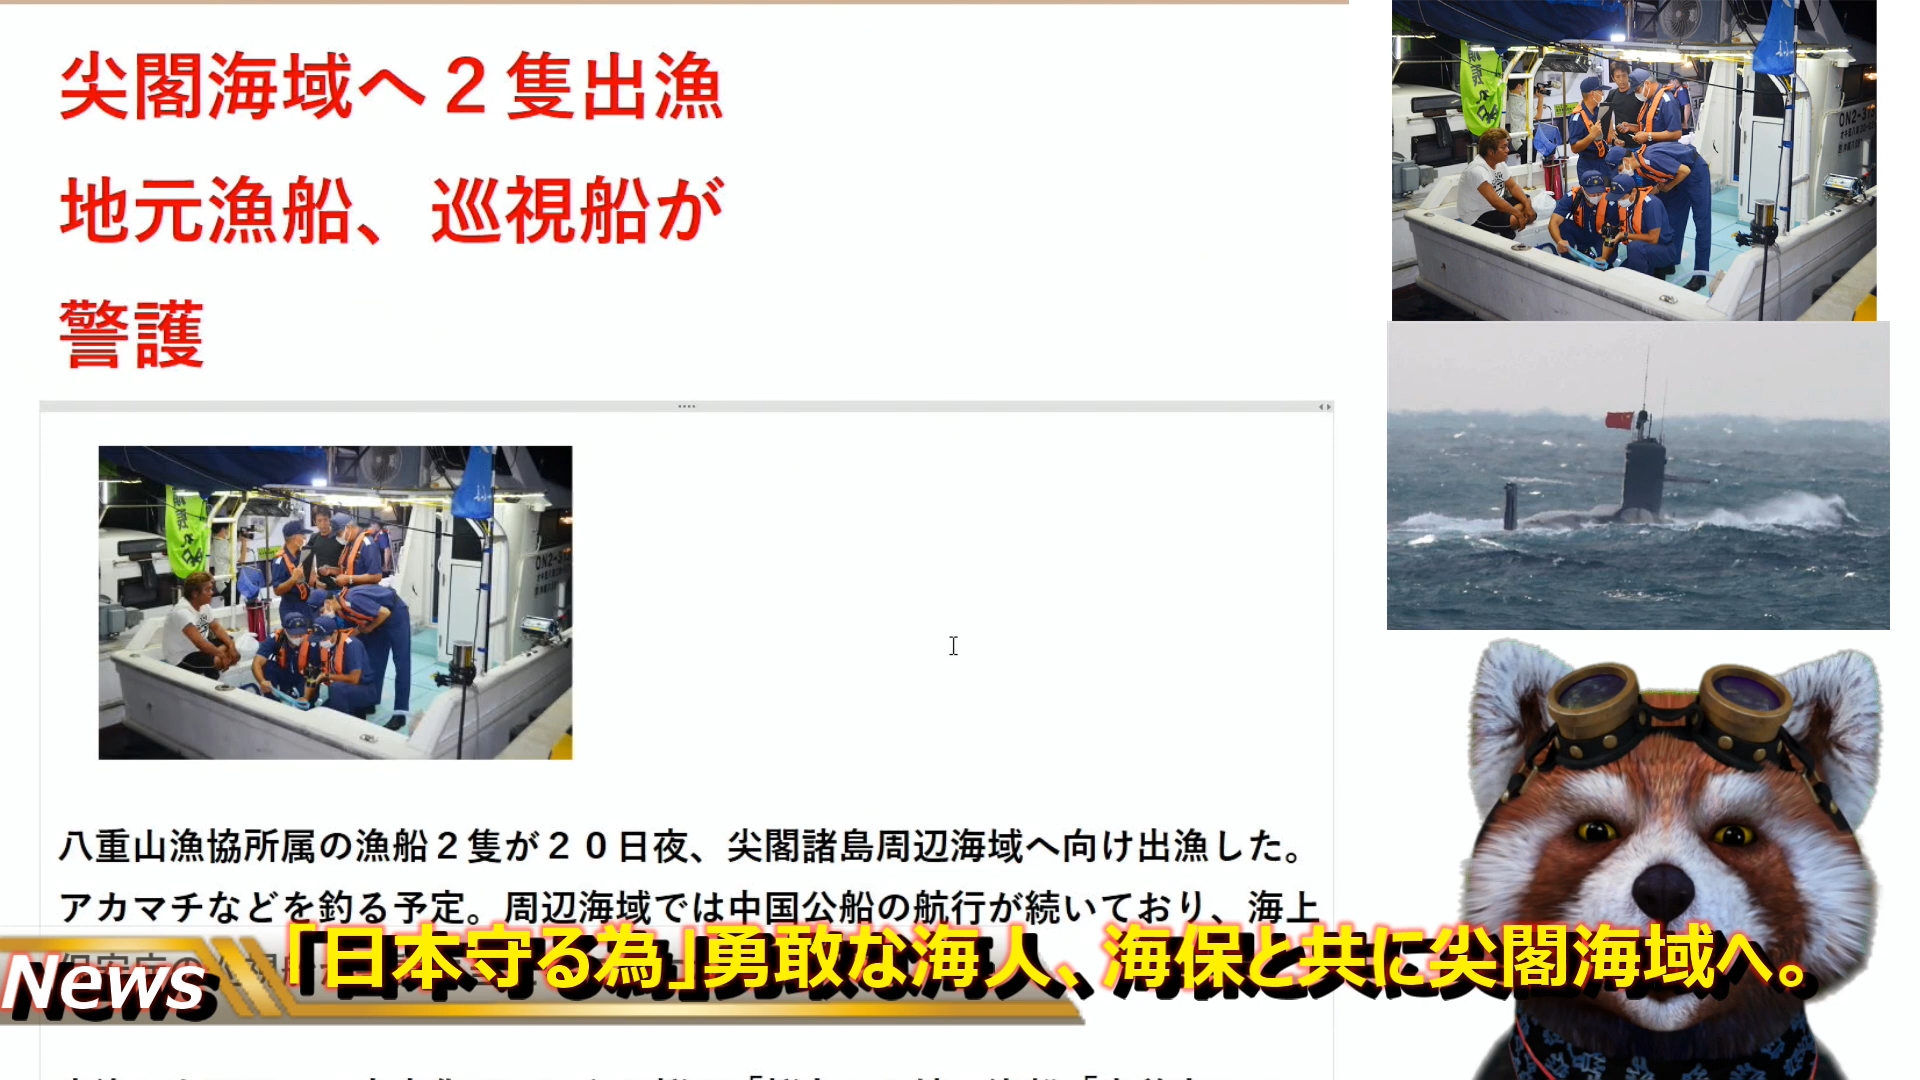 尖閣海域へ２隻出漁
地元漁船、巡視船が
警護
八重山漁協所属の漁船２隻が２０日夜、尖閣諸島周辺海域へ向け出漁した。
アカマチなどを釣る予定。周辺海域では中国公船の航行が続いており、海上
News
「日本守る為」勇敢な海人、海保と共に尖閣海域へ。